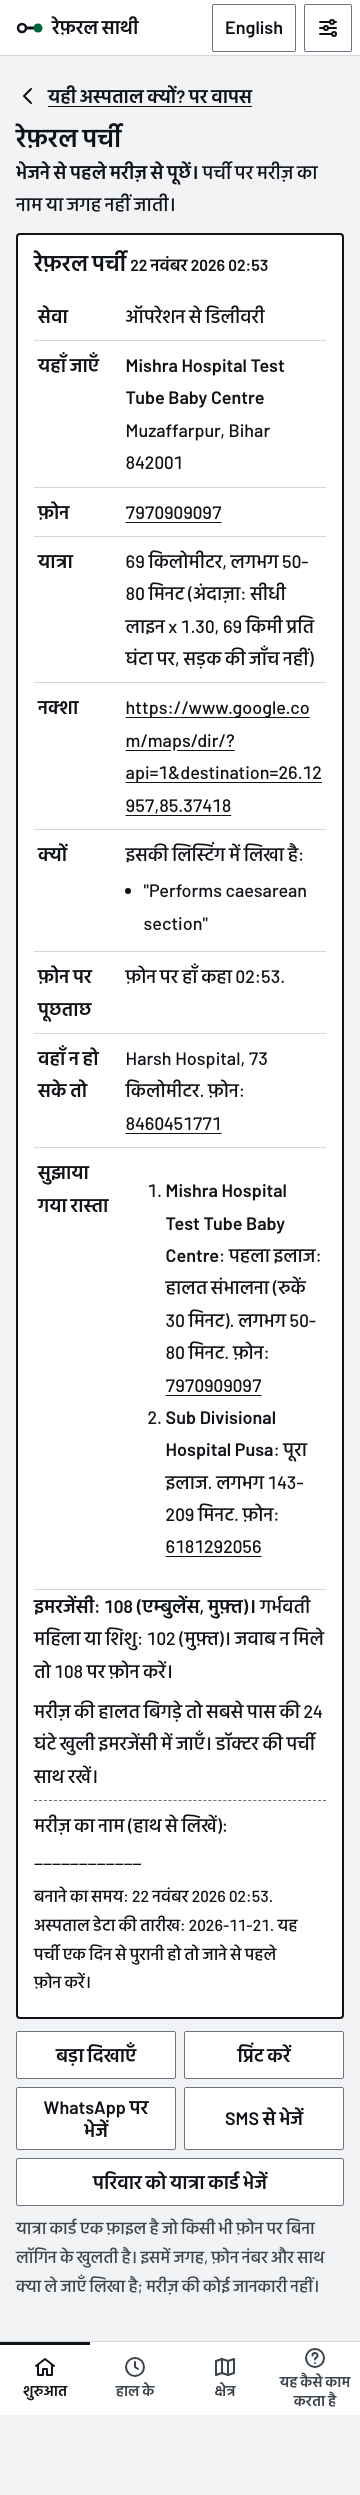 रेफ़रल साथी
English
यही अस्पताल क्यों? पर वापस
रेफ़रल पर्ची
भेजने से पहले मरीज़ से पूछें। पर्ची पर मरीज़ का
नाम या जगह नहीं जाती।
रेफ़रल पर्ची 22 नवंबर 2026 02:53
सेवा ऑपरेशन से डिलीवरी
यहाँ जाएँ Mishra Hospital Test
Tube Baby Centre
Muzaffarpur, Bihar
842001
फ़ोन 7970909097
यात्रा 69 किलोमीटर, लगभग 50-
80 मिनट (अंदाज़ा: सीधी
लाइन x 1.30, 69 किमी प्रति
घंटा पर, सड़क की जाँच नहीं)
नक्शा https://www.google.co
m/maps/dir/?
api=1&destination=26.12
957,85.37418
क्यों इसकी लिस्टिंग में लिखा है:
• "Performs caesarean
section"
फ़ोन पर फ़ोन पर हाँ कहा 02:53.
पूछताछ
वहाँ न हो Harsh Hospital, 73
सके तो किलोमीटर. फ़ोन:
8460451771
सुझाया
गया रास्ता
1. Mishra Hospital
Test Tube Baby
Centre: पहला इलाज:
हालत संभालना (रुकें
30 मिनट). लगभग 50-
80 मिनट. फ़ोन:
7970909097
2. Sub Divisional
Hospital Pusa: पूरा
इलाज. लगभग 143-
209 मिनट. फ़ोन:
6181292056
इमरजेंसी: 108 (एम्बुलेंस, मुफ़्त)। गर्भवती
महिला या शिशु: 102 (मुफ़्त)। जवाब न मिले
तो 108 पर फ़ोन करें।
मरीज़ की हालत बिगड़े तो सबसे पास की 24
घंटे खुली इमरजेंसी में जाएँ। डॉक्टर की पर्ची
साथ रखें।
मरीज़ का नाम (हाथ से लिखें):
____________
बनाने का समय: 22 नवंबर 2026 02:53.
अस्पताल डेटा की तारीख: 2026-11-21. यह
पर्ची एक दिन से पुरानी हो तो जाने से पहले
फ़ोन करें।
बड़ा दिखाएँ
प्रिंट करें
WhatsApp पर
भेजें
SMS से भेजें
परिवार को यात्रा कार्ड भेजें
यात्रा कार्ड एक फ़ाइल है जो किसी भी फ़ोन पर बिना
लॉगिन के खुलती है। इसमें जगह, फ़ोन नंबर और साथ
क्या ले जाएँ लिखा है; मरीज़ की कोई जानकारी नहीं।
शुरुआत
हाल के
क्षेत्र
यह कैसे काम
करता है